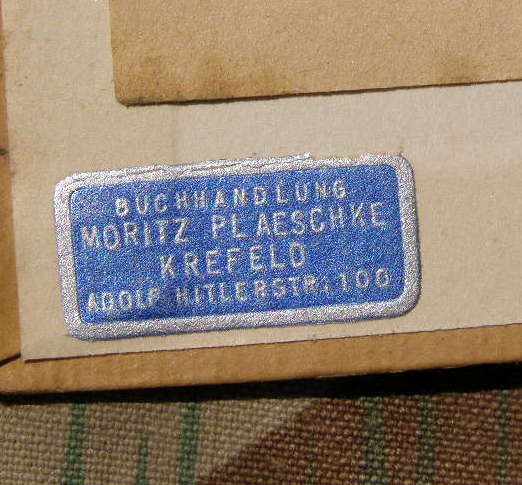 BUCHHANDLUNG
MORITZ PLAESCHKE
KREFELD
ADOLF HITLERSTR. 100